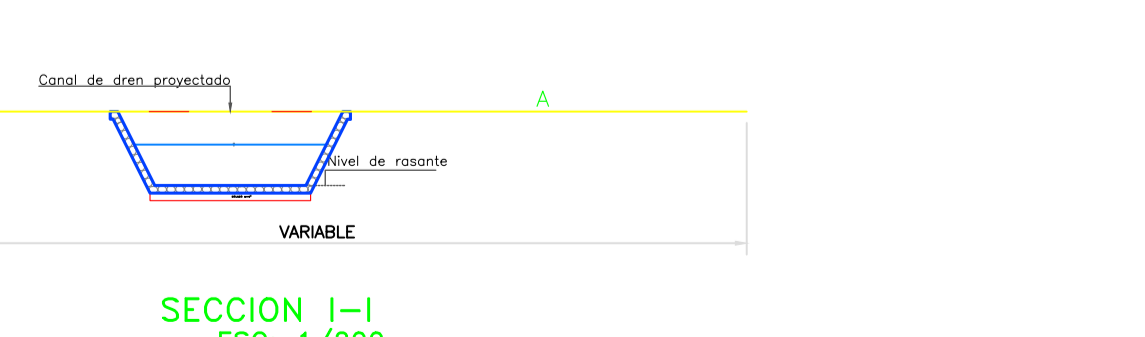 Canal de dren proyectado
A
Nivel de rasante
VARIABLE
SECCION I-I